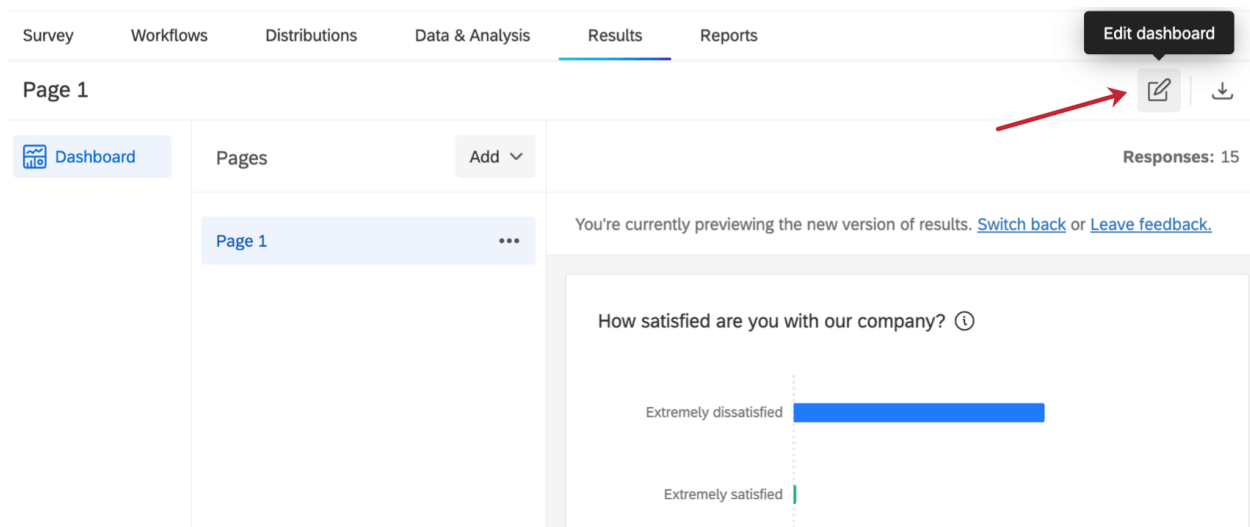 Survey Workflows Distributions Data & Analysis Results Reports
Edit dashboard
Page 1
Dashboard
Pages
Add
Responses: 15
Page 1
You're currently previewing the new version of results. Switch back or Leave feedback.
How satisfied are you with our company?
Extremely dissatisfied
Extremely satisfied